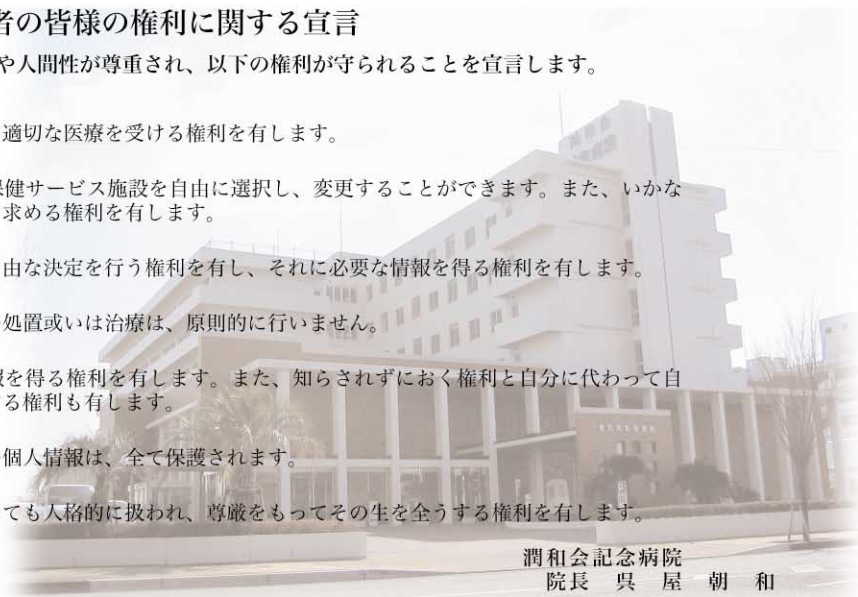 者の皆様の権利に関する宣言
や人間性が尊重され、以下の権利が守られることを宣言します。
適切な医療を受ける権利を有します。
保健サービス施設を自由に選択し、変更することができます。また、いかな
求める権利を有します。
由な決定を行う権利を有し、それに必要な情報を得る権利を有します。
処置或いは治療は、原則的に行いません。
報を得る権利を有します。また、知らされずにおく権利と自分に代わって自
る権利も有します。
個人情報は、全て保護されます。
ても人格的に扱われ、尊厳をもってその生を全うする権利を有します。
潤和会記念病院
院長 呉 屋 朝 和